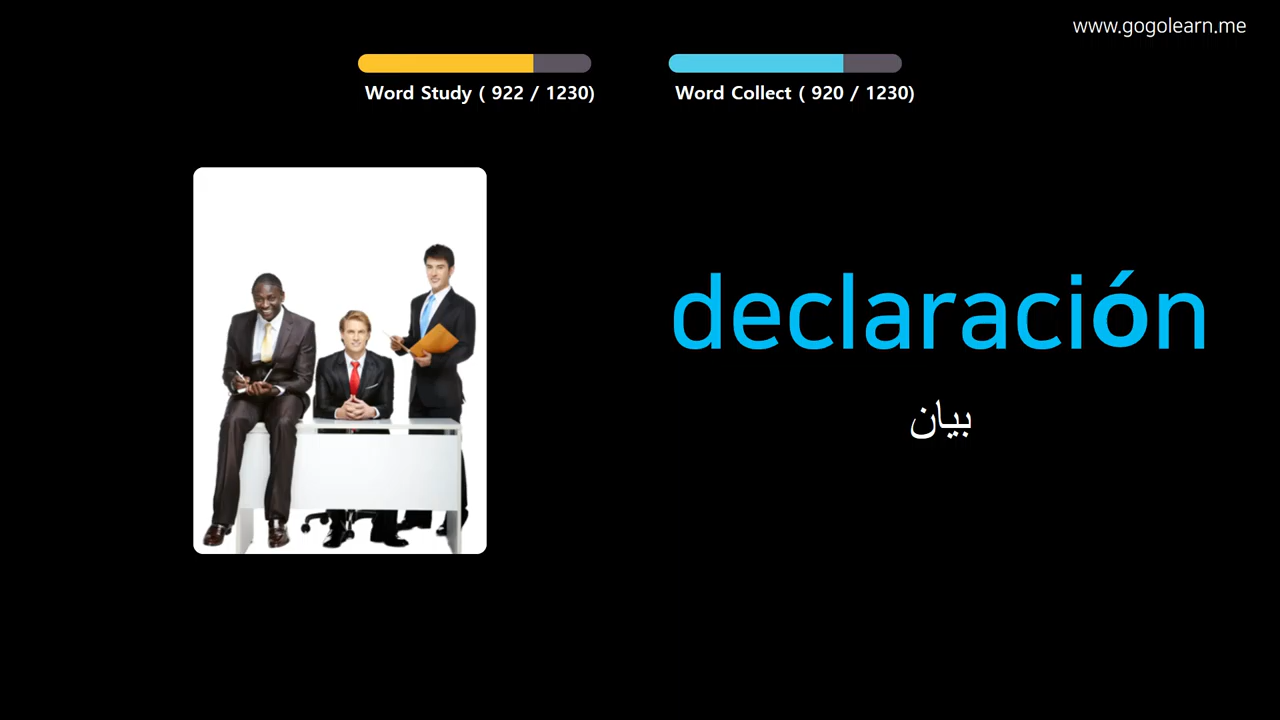 www.gogolearn.me
Word Study ( 922 / 1230)
Word Collect ( 920 / 1230)
declaración
بيان